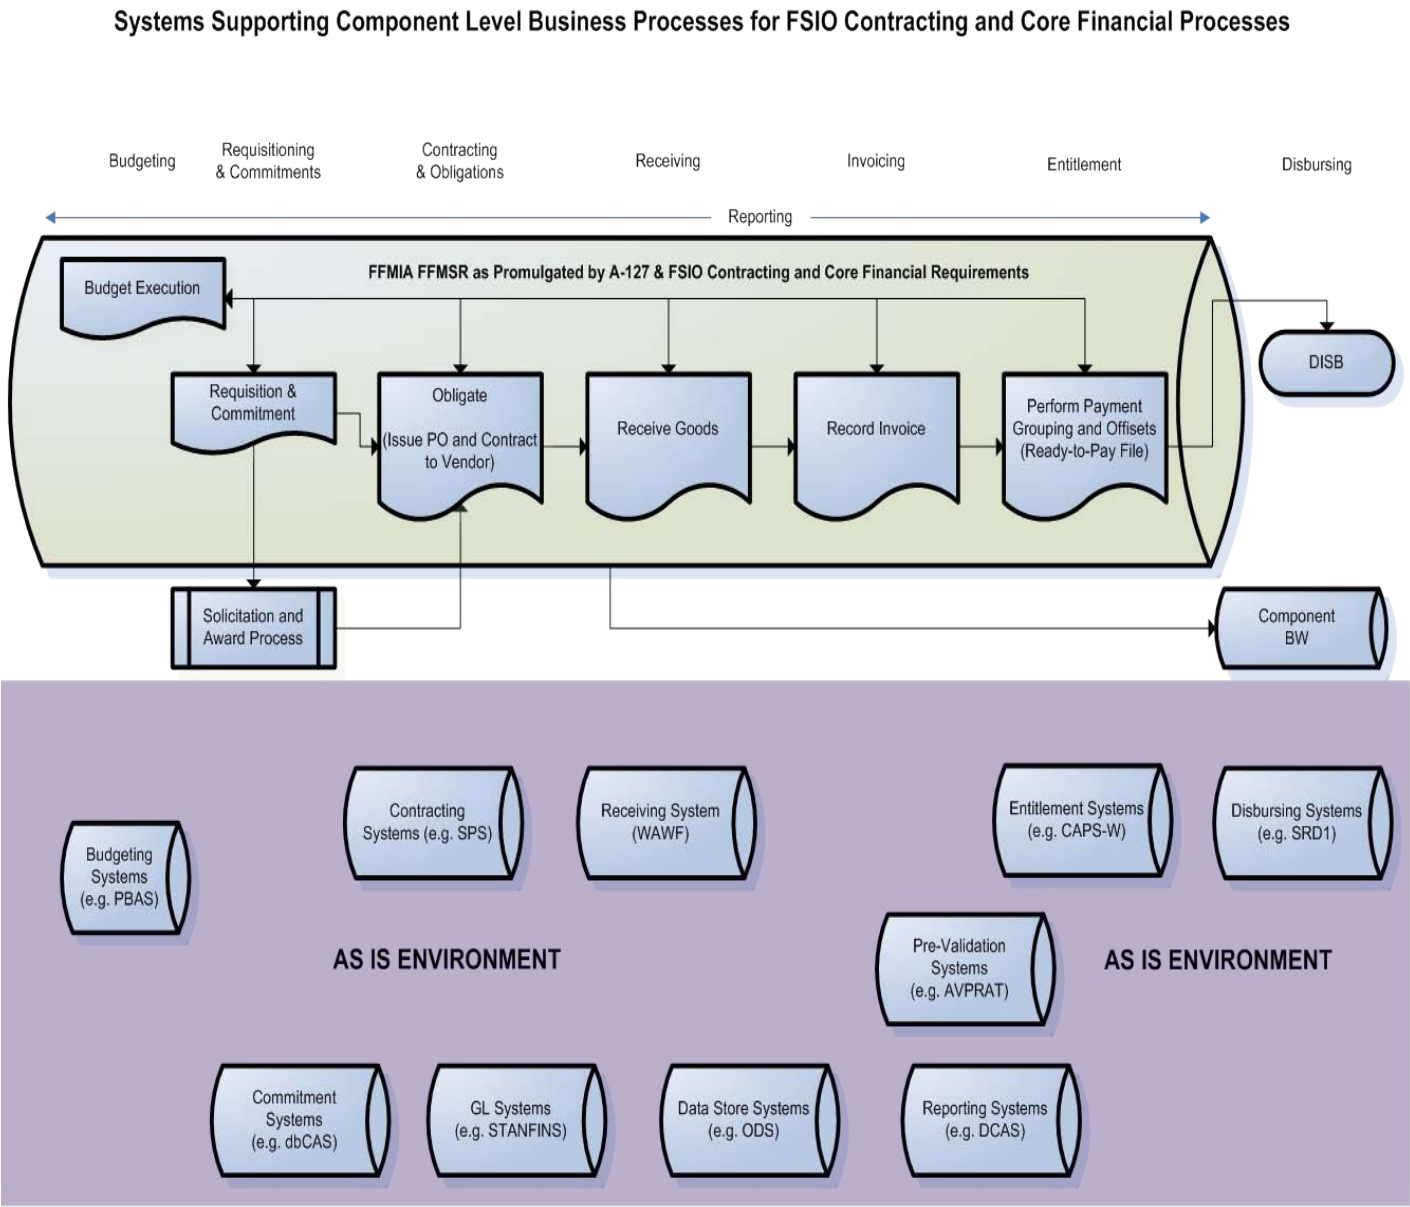 Systems Supporting Component Level Business Processes for FSIO Contracting and Core Financial Processes
Budgeting
Requisitioning
& Commitments
Contracting
& Obligations
Receiving
Invoicing
Entitlement
Disbursing
Reporting
FFMIA FFMSR as Promulgated by A-127 & FSIO Contracting and Core Financial Requirements
Budget Execution
Requisition &
Commitment
Obligate
(Issue PO and Contract
to Vendor)
Receive Goods
Record Invoice
Perform Payment
Grouping and Offisets
(Ready-to-Pay File)
DISB
Solicitation and
Award Process
Component
BW
Contracting
Systems (e.g. SPS)
Receiving System
(WAWF)
Entitlement Systems
(e.g. CAPS-W)
Disbursing Systems
(e.g. SRD1)
Budgeting
Systems
(e.g. PBAS)
AS IS ENVIRONMENT
Pre-Validation
Systems
(e.g. AVPRAT)
AS IS ENVIRONMENT
Commitment
Systems
(e.g. dbCAS)
GL Systems
(e.g. STANFINS)
Data Store Systems
(e.g. ODS)
Reporting Systems
(e.g. DCAS)